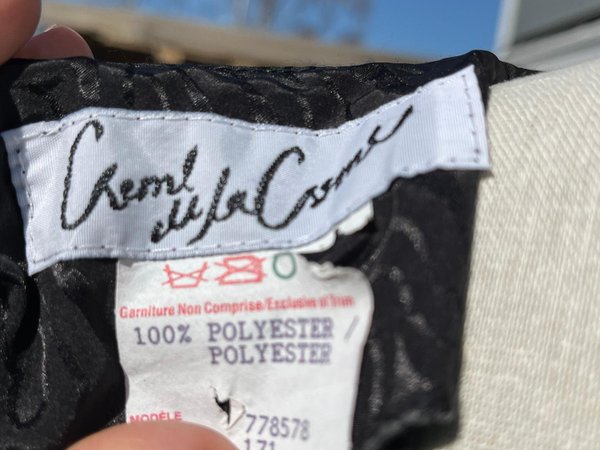 Creme
de la Creme
Garniture Non Comprise/Exclusive of Trim
100% POLYESTER /
POLYESTER
MODÈLE 778578
171